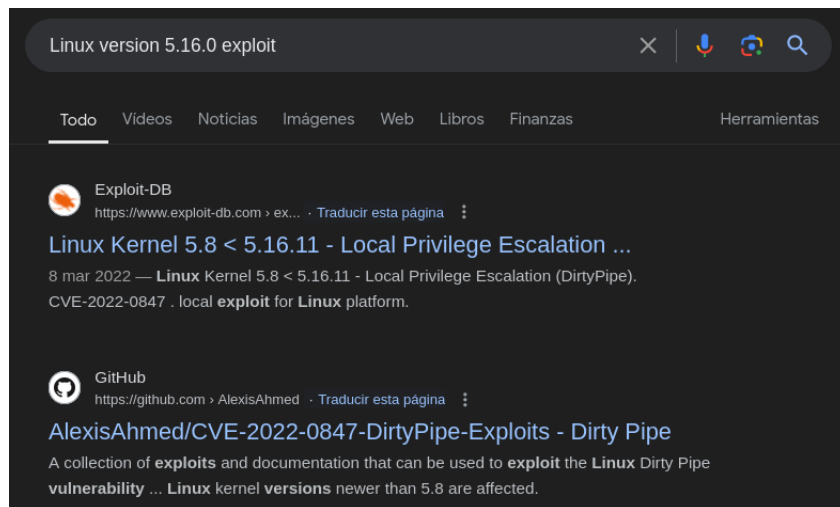 Linux version 5.16.0 exploit
Todo Vídeos Noticias Imágenes Web Libros Finanzas Herramientas
Exploit-DB
https://www.exploit-db.com › ex... · Traducir esta página
Linux Kernel 5.8 < 5.16.11 - Local Privilege Escalation ...
8 mar 2022 — Linux Kernel 5.8 < 5.16.11 - Local Privilege Escalation (DirtyPipe).
CVE-2022-0847 . local exploit for Linux platform.
GitHub
https://github.com › AlexisAhmed · Traducir esta página
AlexisAhmed/CVE-2022-0847-DirtyPipe-Exploits - Dirty Pipe
A collection of exploits and documentation that can be used to exploit the Linux Dirty Pipe
vulnerability ... Linux kernel versions newer than 5.8 are affected.